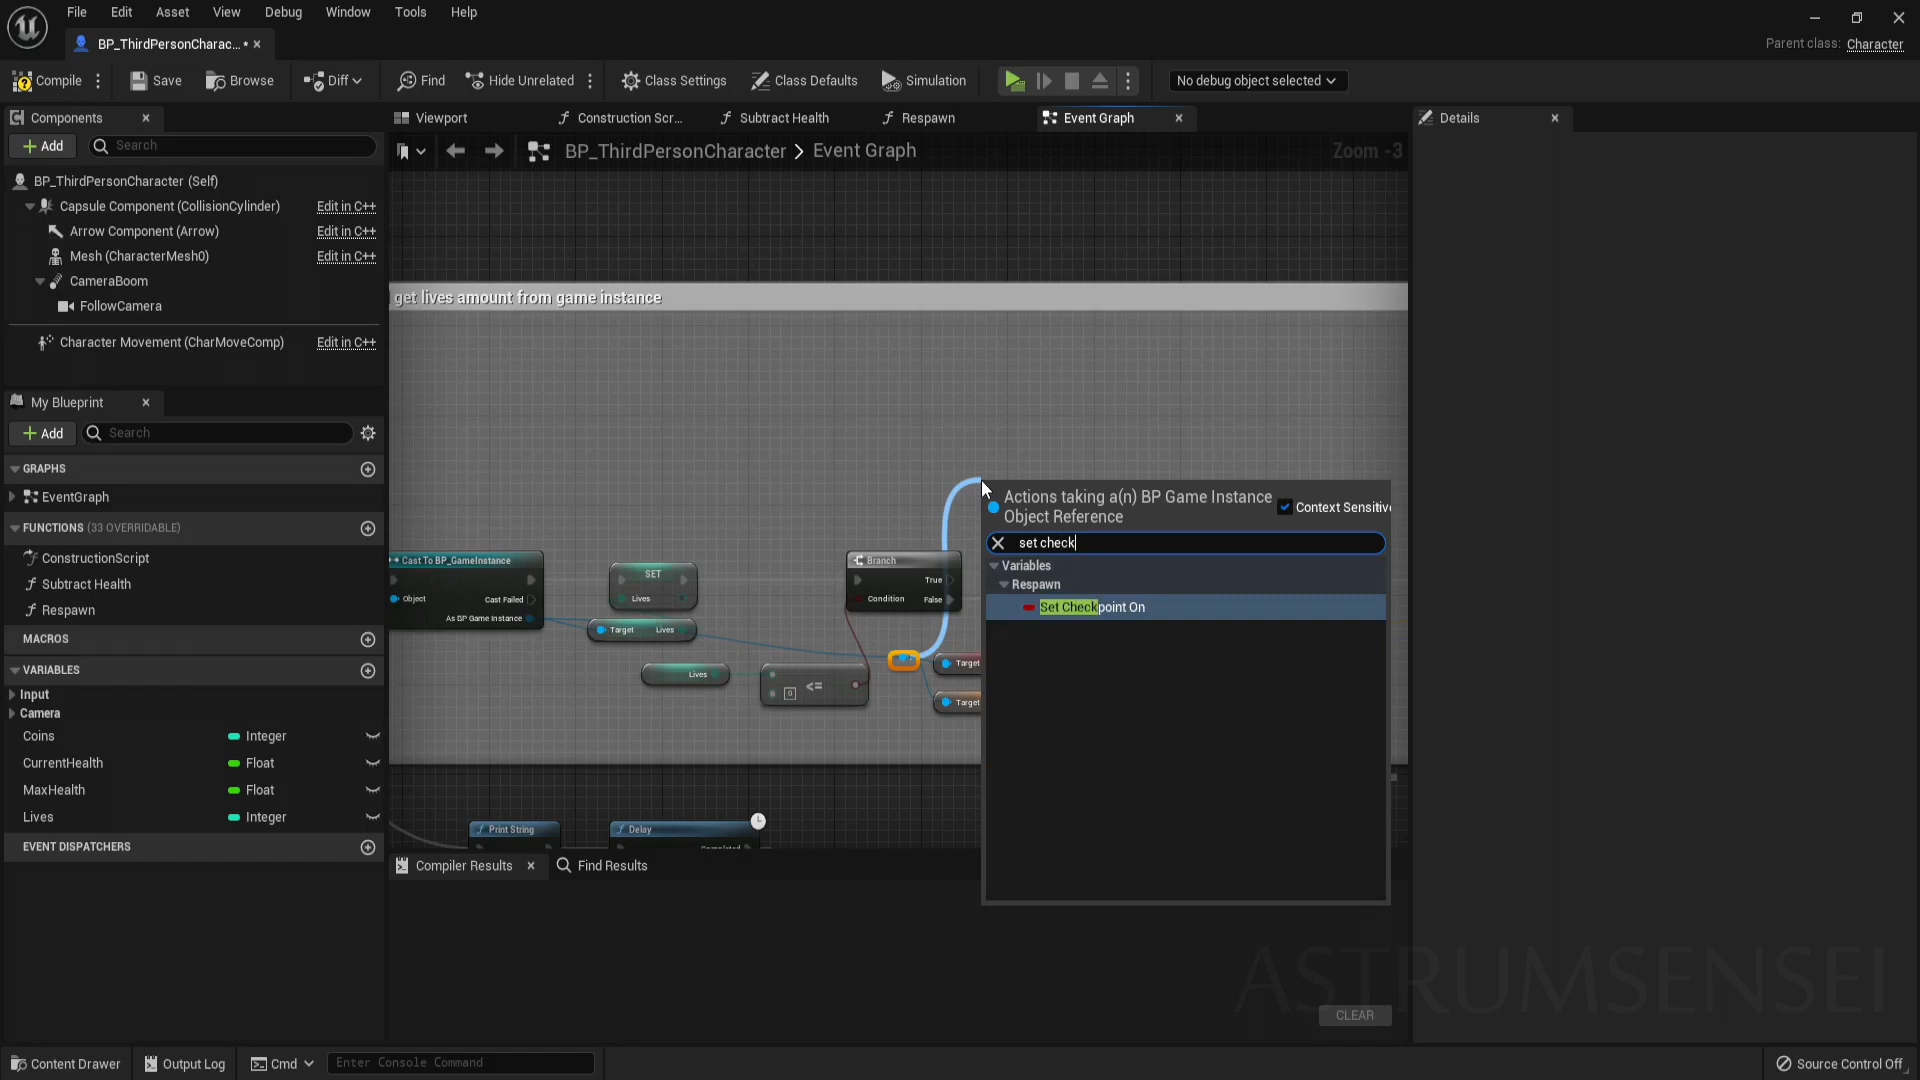 File Edit Asset View Debug Window Tools Help
BP_ThirdPersonCharac... •
Parent class: Character
Compile Save Browse Diff Find Hide Unrelated Class Settings Class Defaults Simulation No debug object selected
Components
Add Search
BP_ThirdPersonCharacter (Self)
Capsule Component (CollisionCylinder) Edit in C++
Arrow Component (Arrow) Edit in C++
Mesh (CharacterMesh0) Edit in C++
CameraBoom
FollowCamera
Character Movement (CharMoveComp) Edit in C++
My Blueprint
Add Search
GRAPHS
EventGraph
FUNCTIONS (33 OVERRIDABLE)
ConstructionScript
Subtract Health
Respawn
MACROS
VARIABLES
Input
Camera
Coins Integer
CurrentHealth Float
MaxHealth Float
Lives Integer
EVENT DISPATCHERS
Viewport Construction Scr... Subtract Health Respawn Event Graph
BP_ThirdPersonCharacter > Event Graph Zoom -3
get lives amount from game instance
Cast To BP_GameInstance
Object
Cast Failed
As BP Game Instance
SET
Lives
Target Lives
Lives
0 <=
Branch
True
Condition False
Target
Target
Actions taking a(n) BP Game Instance
Object Reference
Context Sensitive
set check
Variables
Respawn
Set Checkpoint On
Print String
Delay
Completed
Compiler Results Find Results
CLEAR
Details
ASTRUMSENSEI
Content Drawer Output Log Cmd Enter Console Command Source Control Off